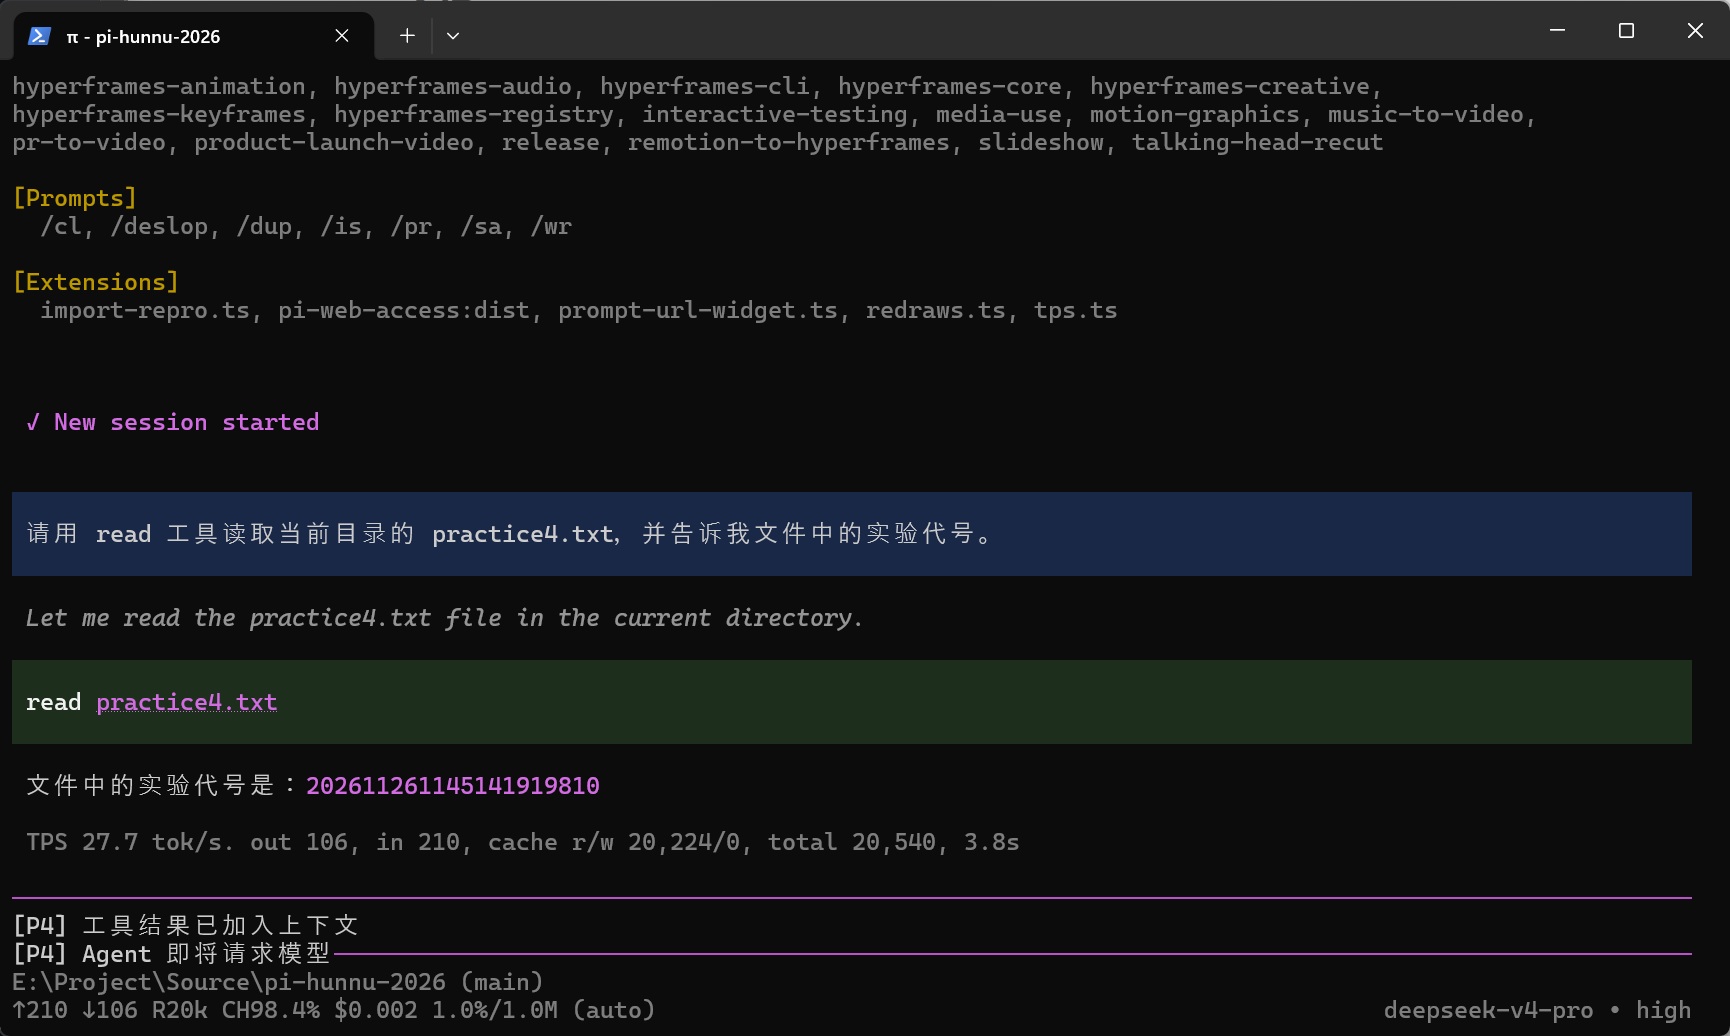 π - pi-hunnu-2026
hyperframes-animation, hyperframes-audio, hyperframes-cli, hyperframes-core, hyperframes-creative,
hyperframes-keyframes, hyperframes-registry, interactive-testing, media-use, motion-graphics, music-to-video,
pr-to-video, product-launch-video, release, remotion-to-hyperframes, slideshow, talking-head-recut
[Prompts]
/cl, /deslop, /dup, /is, /pr, /sa, /wr
[Extensions]
import-repro.ts, pi-web-access:dist, prompt-url-widget.ts, redraws.ts, tps.ts
✓ New session started
请用 read 工具读取当前目录的 practice4.txt，并告诉我文件中的实验代号。
Let me read the practice4.txt file in the current directory.
read practice4.txt
文件中的实验代号是：202611261145141919810
TPS 27.7 tok/s. out 106, in 210, cache r/w 20,224/0, total 20,540, 3.8s
[P4] 工具结果已加入上下文
[P4] Agent 即将请求模型
E:\Project\Source\pi-hunnu-2026 (main)
↑210 ↓106 R20k CH98.4% $0.002 1.0%/1.0M (auto) deepseek-v4-pro • high